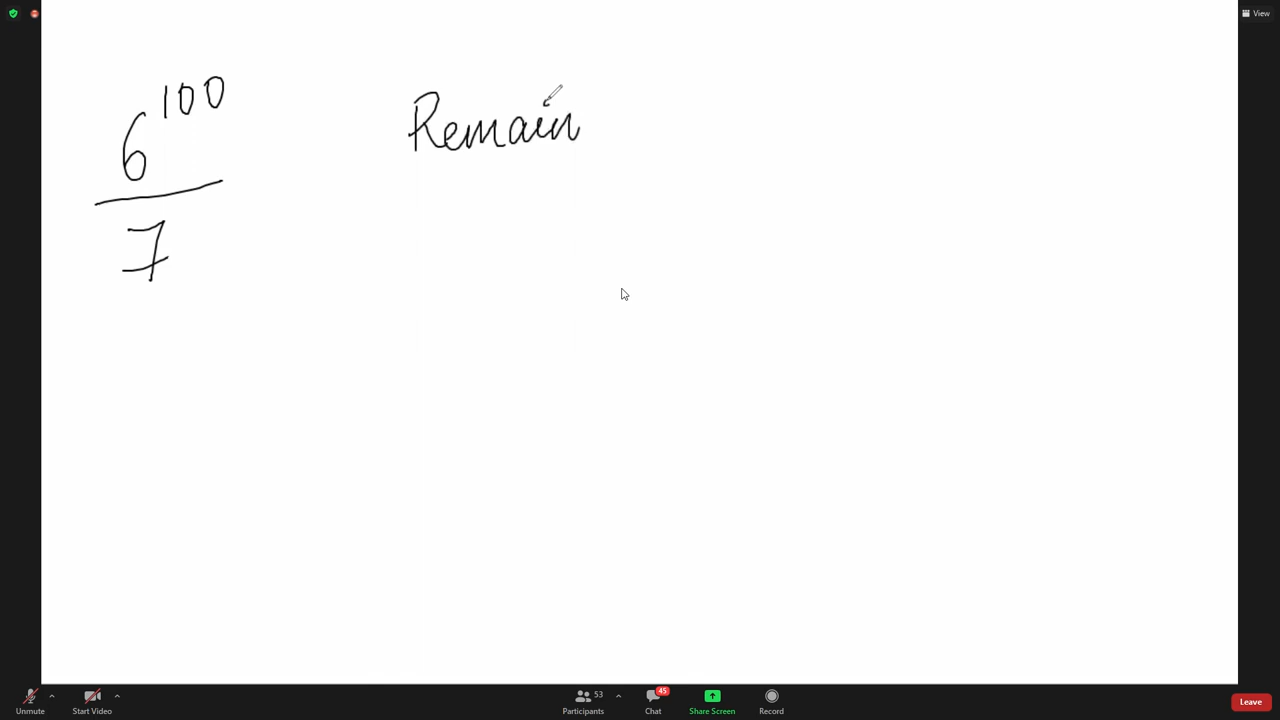 View
6^100
Remain
7
Unmute
Start Video
53
Participants
45
Chat
Share Screen
Record
Leave